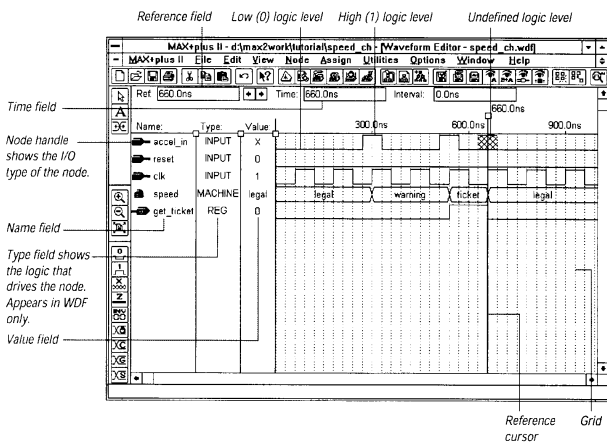 Reference field Low (0) logic level High (1) logic level Undefined logic level
MAX+plus II - d:\max2work\tutorial\speed_ch - [Waveform Editor - speed_ch.wdf]
MAX+plus II File Edit View Node Assign Utilities Options Window Help
Time field
Ref: 660.0ns Time: 660.0ns Interval: 0.0ns
660.0ns
Name: Type: Value 300.0ns 600.0ns 900.0ns
Node handle
shows the I/O
type of the node.
accel_in INPUT X
reset INPUT 0
clk INPUT 1
speed MACHINE legal legal warning ticket legal
get_ticket REG 0
Name field
Type field shows
the logic that
drives the node.
Appears in WDF
only.
Value field
Reference
cursor
Grid